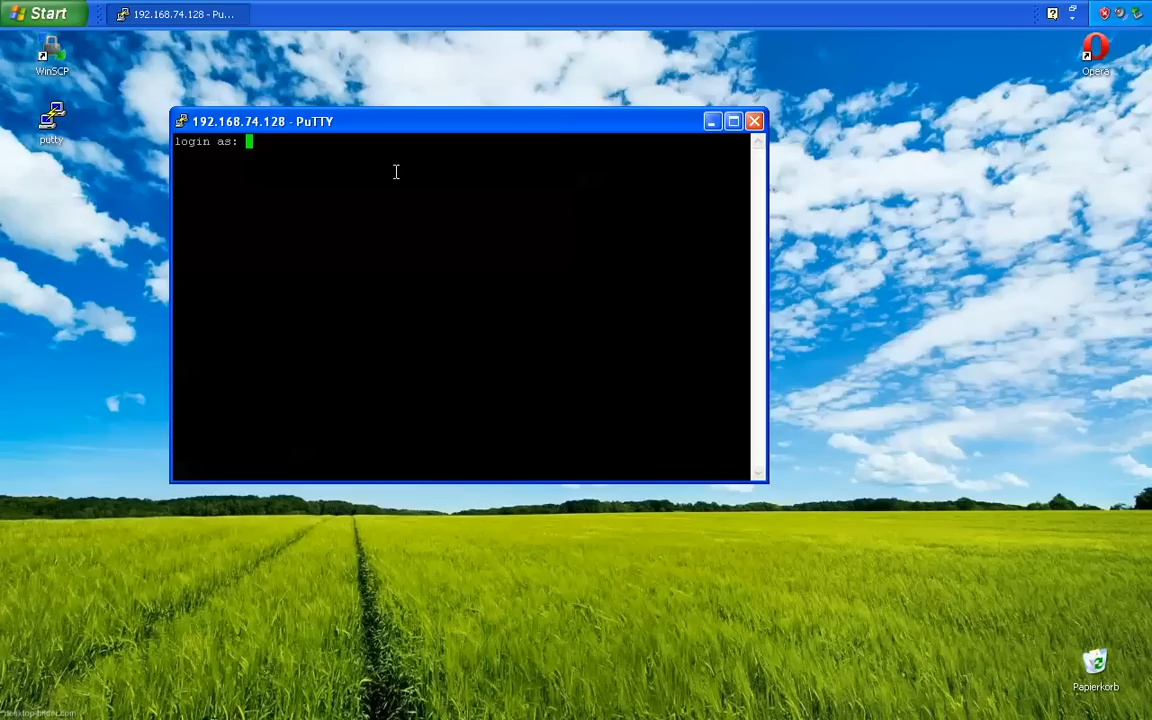 Start
192.168.74.128 - Pu...
WinSCP
Opera
putty
192.168.74.128 - PuTTY
login as:
Papierkorb